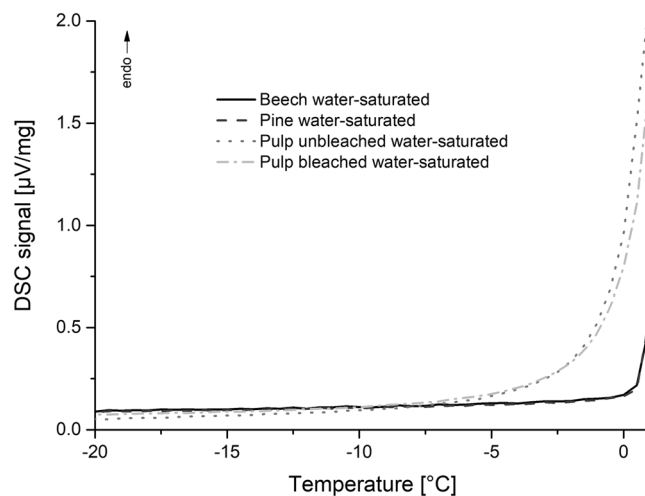 2.0
endo
Beech water-saturated
Pine water-saturated
Pulp unbleached water-saturated
Pulp bleached water-saturated
1.5
1.0
0.5
0.0
DSC signal [µV/mg]
-20
-15
-10
-5
0
Temperature [°C]